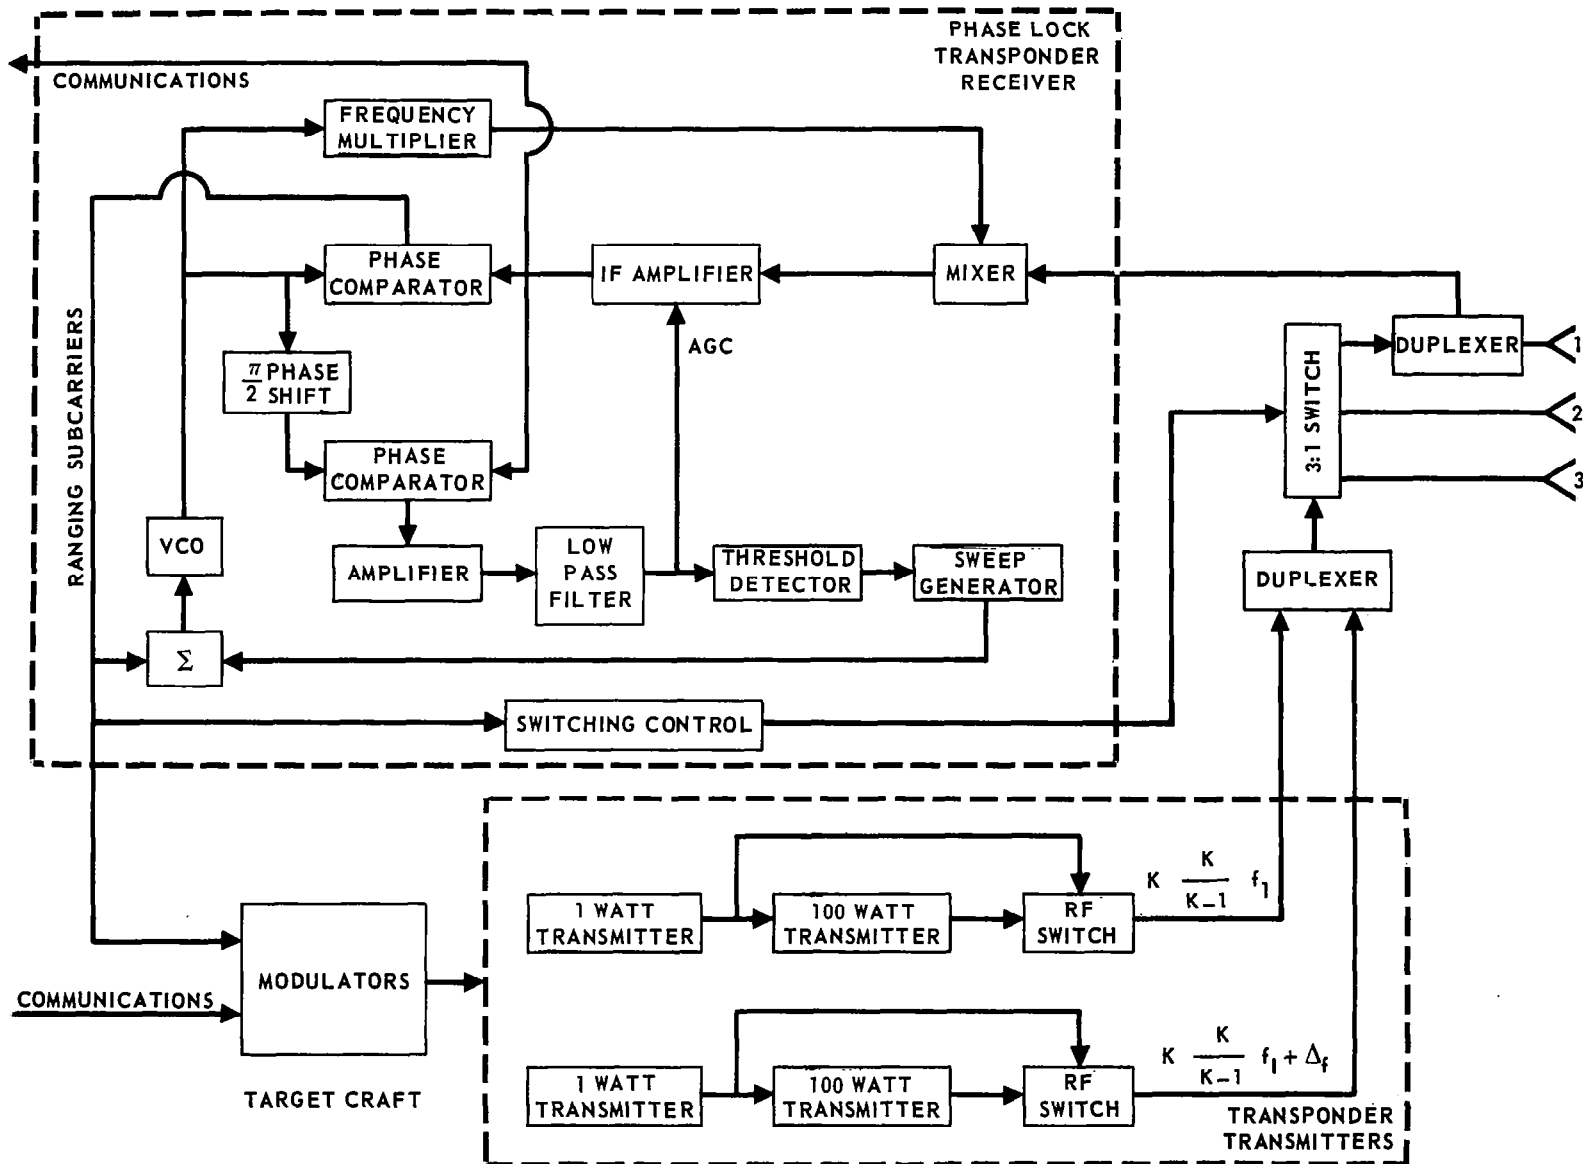 PHASE LOCK
TRANSPONDER
RECEIVER
COMMUNICATIONS
FREQUENCY
MULTIPLIER
PHASE
COMPARATOR
IF AMPLIFIER
MIXER
AGC
DUPLEXER
1
π/2 PHASE
SHIFT
3:1 SWITCH
2
3
RANGING SUBCARRIERS
PHASE
COMPARATOR
VCO
AMPLIFIER
LOW
PASS
FILTER
THRESHOLD
DETECTOR
SWEEP
GENERATOR
DUPLEXER
Σ
SWITCHING CONTROL
1 WATT
TRANSMITTER
100 WATT
TRANSMITTER
RF
SWITCH
K K/K-1 f1
MODULATORS
COMMUNICATIONS
TARGET CRAFT
1 WATT
TRANSMITTER
100 WATT
TRANSMITTER
RF
SWITCH
K K/K-1 f1 + Δf
TRANSPONDER
TRANSMITTERS